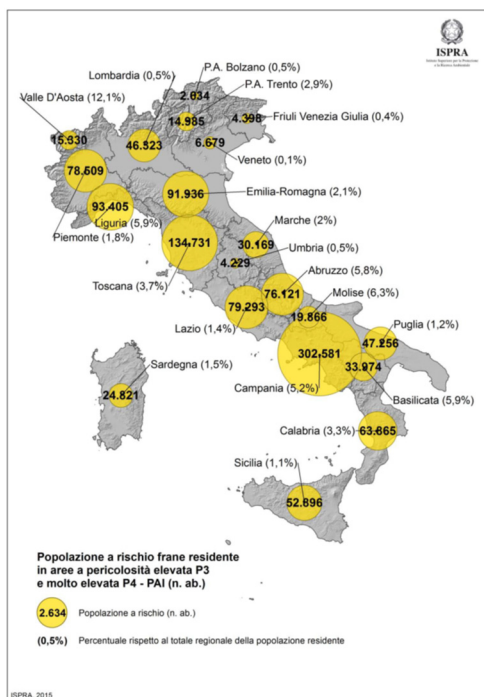 ISPRA
Istituto Superiore per la Protezione
e la Ricerca Ambientale
P.A. Bolzano (0,5%)
Lombardia (0,5%)
P.A. Trento (2,9%)
Valle D'Aosta (12,1%)
2.634
14.985
4.398
Friuli Venezia Giulia (0,4%)
15.330
46.523
6.679
Veneto (0,1%)
78.509
91.936
Emilia-Romagna (2,1%)
93.405
Liguria (5,9%)
Marche (2%)
Piemonte (1,8%)
134.731
30.169
Umbria (0,5%)
4.229
Abruzzo (5,8%)
Toscana (3,7%)
76.121
Molise (6,3%)
79.293
19.866
Puglia (1,2%)
Lazio (1,4%)
47.256
302.581
Sardegna (1,5%)
33.974
Campania (5,2%)
24.821
Basilicata (5,9%)
Calabria (3,3%)
63.865
Sicilia (1,1%)
52.896
Popolazione a rischio frane residente
in aree a pericolosità elevata P3
e molto elevata P4 - PAI (n. ab.)
2.634
Popolazione a rischio (n. ab.)
(0,5%)
Percentuale rispetto al totale regionale della popolazione residente
ISPRA, 2015